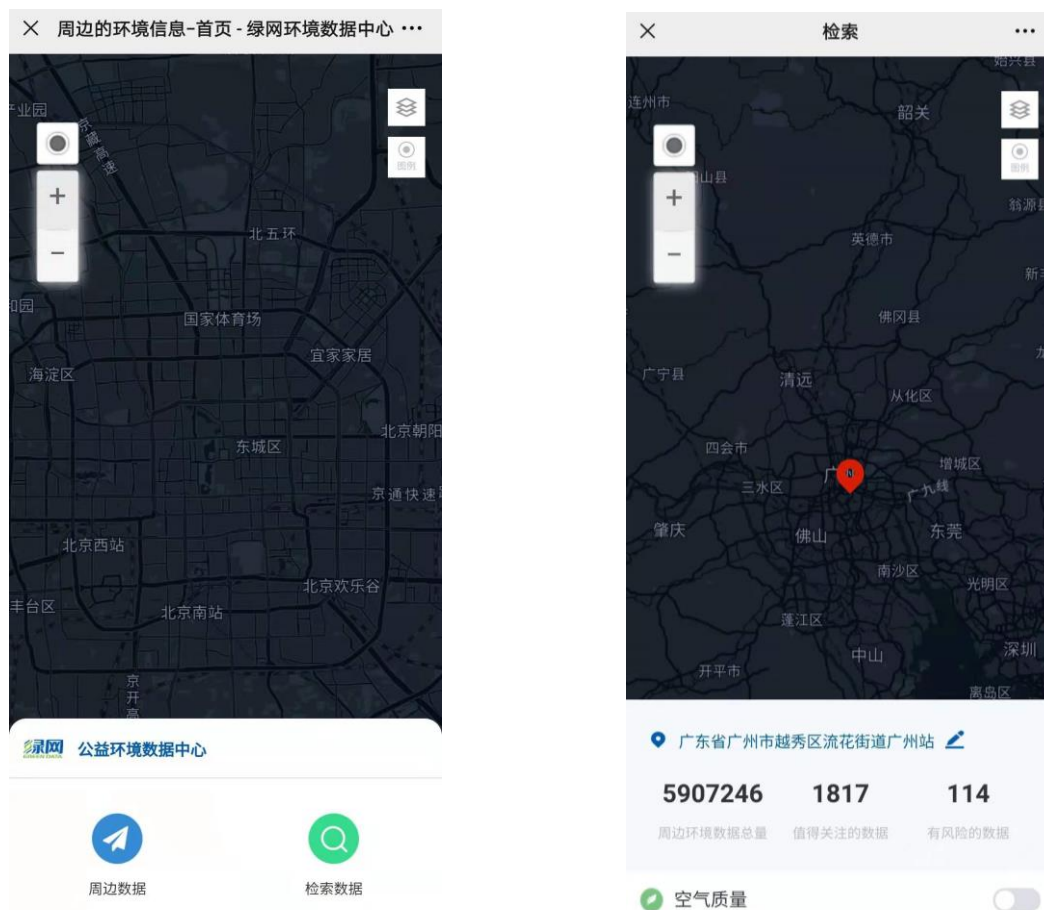 周边的环境信息-首页 - 绿网环境数据中心
产业园
京藏高速
图例
北五环
国家体育场
宜家家居
海淀区
东城区
北京朝阳
京通快速
北京西站
北京欢乐谷
丰台区
北京南站
京开高
绿网 公益环境数据中心
周边数据 检索数据
检索
始兴县
连州市
韶关
图例
山县
翁源县
英德市
新丰
佛冈县
广宁县
清远
从化区
四会市
广
增城区
三水区
广九线
肇庆
佛山
东莞
南沙区
光明区
蓬江区
中山
深圳
开平市
离岛区
广东省广州市越秀区流花街道广州站
5907246 1817 114
周边环境数据总量 值得关注的数据 有风险的数据
空气质量